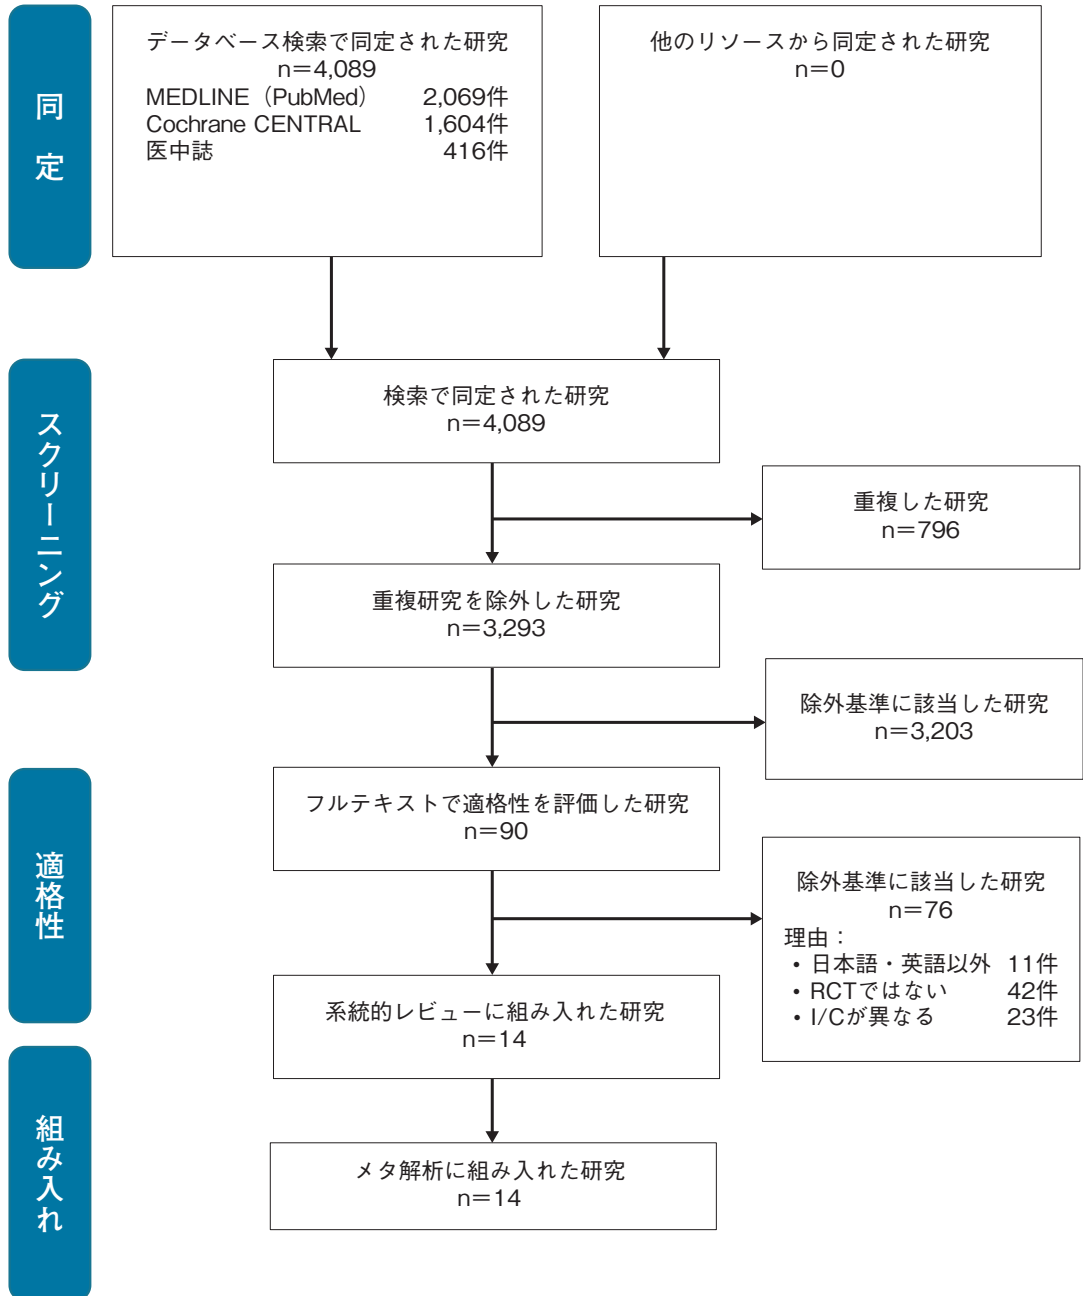 同定
データベース検索で同定された研究
n＝4,089
MEDLINE（PubMed） 2,069件
Cochrane CENTRAL 1,604件
医中誌 416件
他のリソースから同定された研究
n＝0
スクリーニング
検索で同定された研究
n＝4,089
重複した研究
n＝796
重複研究を除外した研究
n＝3,293
除外基準に該当した研究
n＝3,203
適格性
フルテキストで適格性を評価した研究
n＝90
除外基準に該当した研究
n＝76
理由：
・日本語・英語以外 11件
・RCTではない 42件
・I/Cが異なる 23件
系統的レビューに組み入れた研究
n＝14
組み入れ
メタ解析に組み入れた研究
n＝14